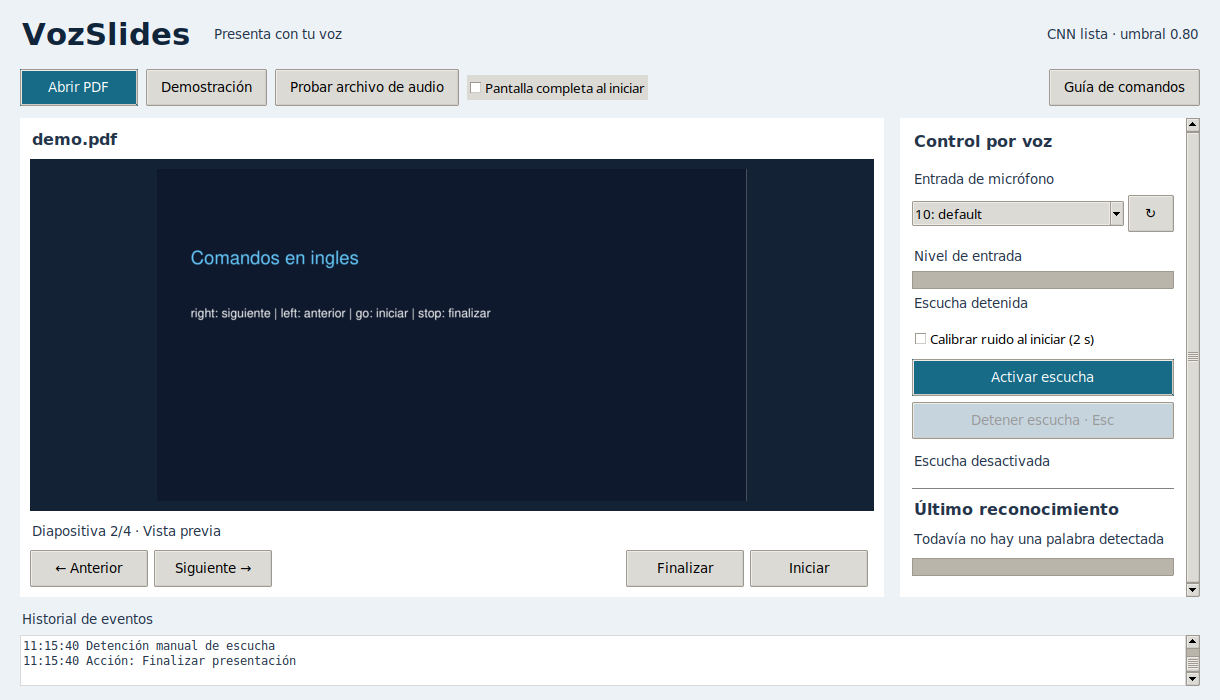 VozSlides
Presenta con tu voz
CNN lista · umbral 0.80
Abrir PDF
Demostración
Probar archivo de audio
Pantalla completa al iniciar
Guía de comandos
demo.pdf
Comandos en ingles
right: siguiente | left: anterior | go: iniciar | stop: finalizar
Diapositiva 2/4 · Vista previa
← Anterior
Siguiente →
Finalizar
Iniciar
Control por voz
Entrada de micrófono
10: default
↻
Nivel de entrada
Escucha detenida
Calibrar ruido al iniciar (2 s)
Activar escucha
Detener escucha · Esc
Escucha desactivada
Último reconocimiento
Todavía no hay una palabra detectada
Historial de eventos
11:15:40 Detención manual de escucha
11:15:40 Acción: Finalizar presentación